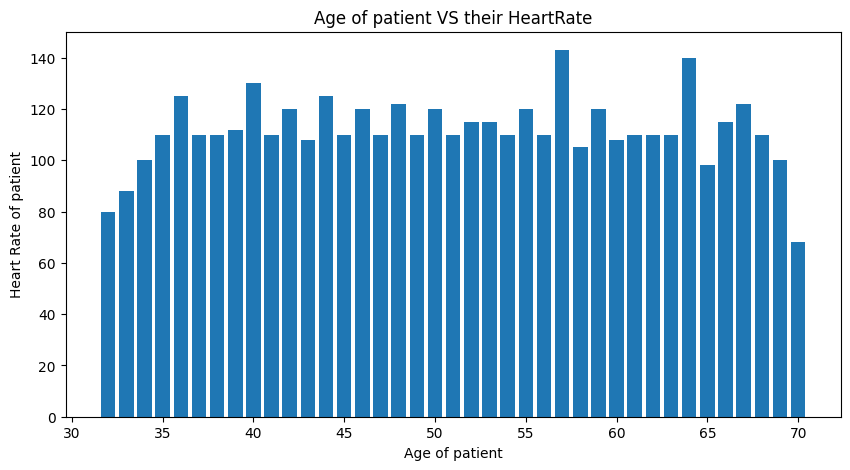 Age of patient VS their HeartRate
Heart Rate of patient
140
120
100
80
60
40
20
0
30 35 40 45 50 55 60 65 70
Age of patient